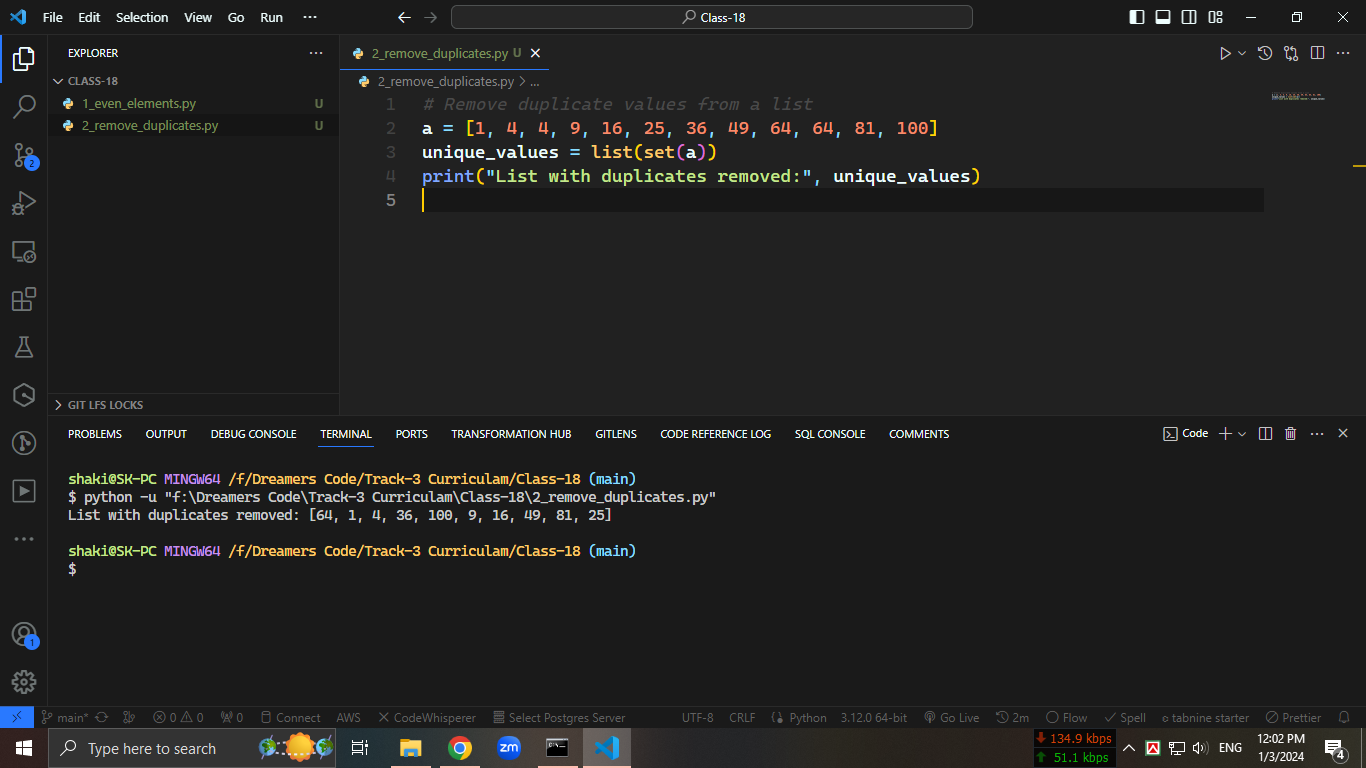 File Edit Selection View Go Run ··· Class-18
EXPLORER ···
CLASS-18
1_even_elements.py U
2_remove_duplicates.py U
2
1
GIT LFS LOCKS
2_remove_duplicates.py U
2_remove_duplicates.py > ...
1 # Remove duplicate values from a list
2 a = [1, 4, 4, 9, 16, 25, 36, 49, 64, 64, 81, 100]
3 unique_values = list(set(a))
4 print("List with duplicates removed:", unique_values)
5
PROBLEMS OUTPUT DEBUG CONSOLE TERMINAL PORTS TRANSFORMATION HUB GITLENS CODE REFERENCE LOG SQL CONSOLE COMMENTS Code
shaki@SK-PC MINGW64 /f/Dreamers Code/Track-3 Curriculam/Class-18 (main)
$ python -u "f:\Dreamers Code\Track-3 Curriculam\Class-18\2_remove_duplicates.py"
List with duplicates removed: [64, 1, 4, 36, 100, 9, 16, 49, 81, 25]
shaki@SK-PC MINGW64 /f/Dreamers Code/Track-3 Curriculam/Class-18 (main)
$
main* 0 0 0 Connect AWS CodeWhisperer Select Postgres Server UTF-8 CRLF Python 3.12.0 64-bit Go Live 2m Flow Spell tabnine starter Prettier
Type here to search zm 134.9 kbps ENG 12:02 PM
51.1 kbps 1/3/2024 4